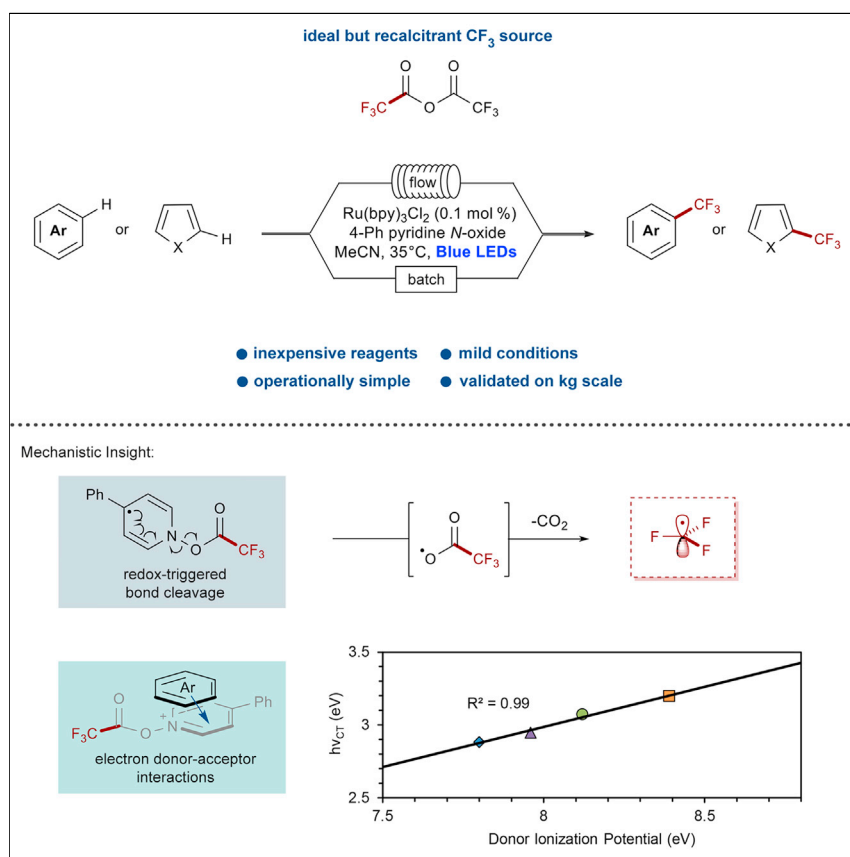 ideal but recalcitrant CF3 source
O O
F3C O CF3
flow
Ru(bpy)3Cl2 (0.1 mol %)
4-Ph pyridine N-oxide
MeCN, 35°C, Blue LEDs
batch
Ar H or X H
Ar CF3 or X CF3
● inexpensive reagents ● mild conditions
● operationally simple ● validated on kg scale
Mechanistic Insight:
Ph N O O CF3
redox-triggered
bond cleavage
•O O CF3
-CO2
F F F
O Ar Ph
F3C O N+
electron donor-acceptor
interactions
3.5
R² = 0.99
3
2.5
hνCT (eV)
7.5 8 8.5
Donor Ionization Potential (eV)